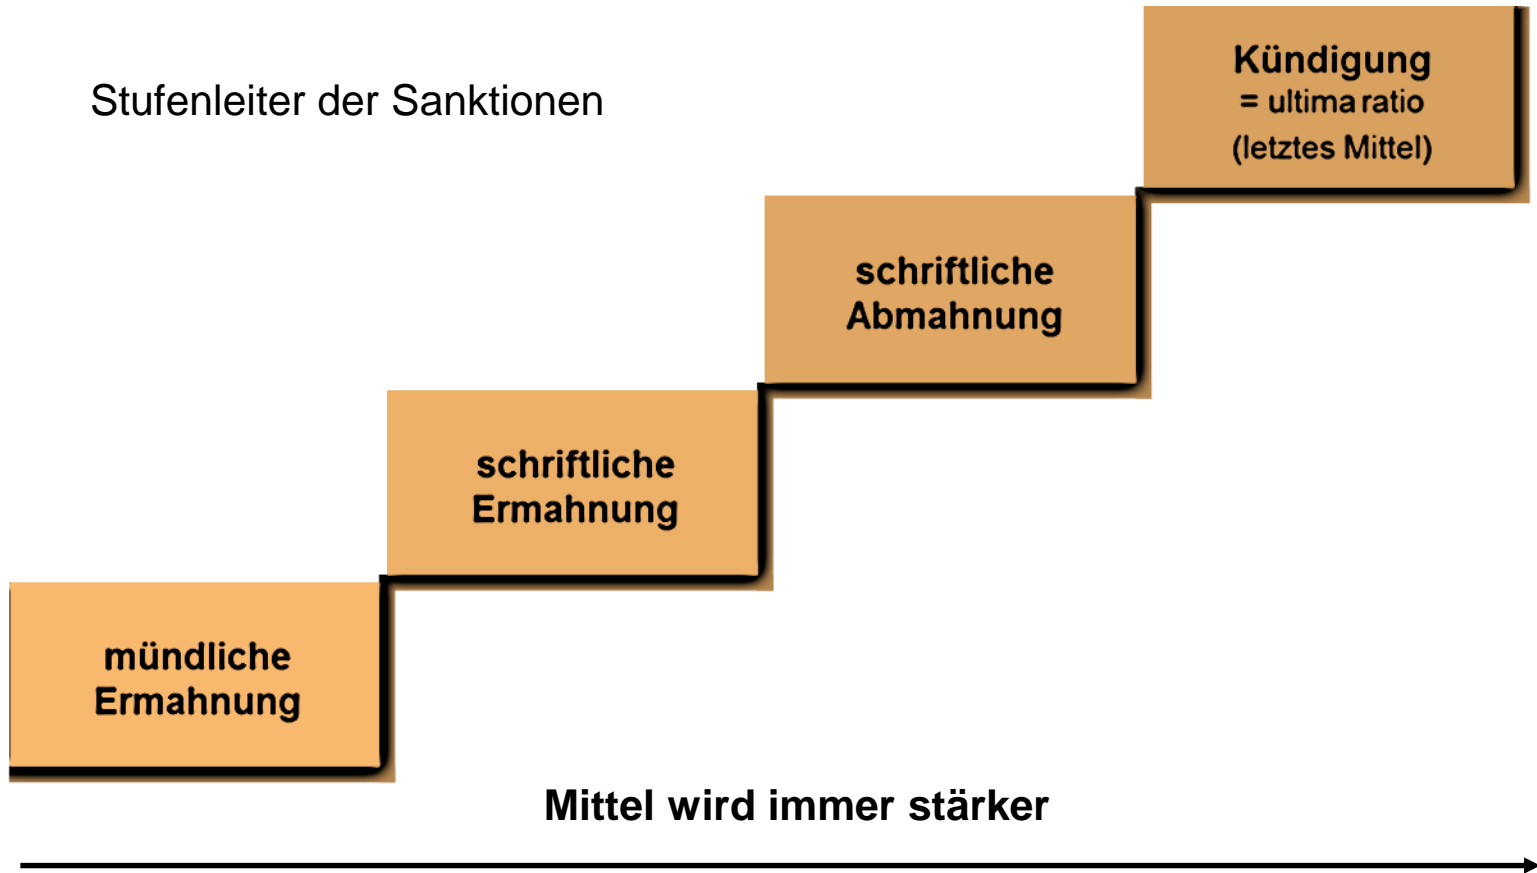 Stufenleiter der Sanktionen
Kündigung
= ultima ratio
(letztes Mittel)
schriftliche
Abmahnung
schriftliche
Ermahnung
mündliche
Ermahnung
Mittel wird immer stärker